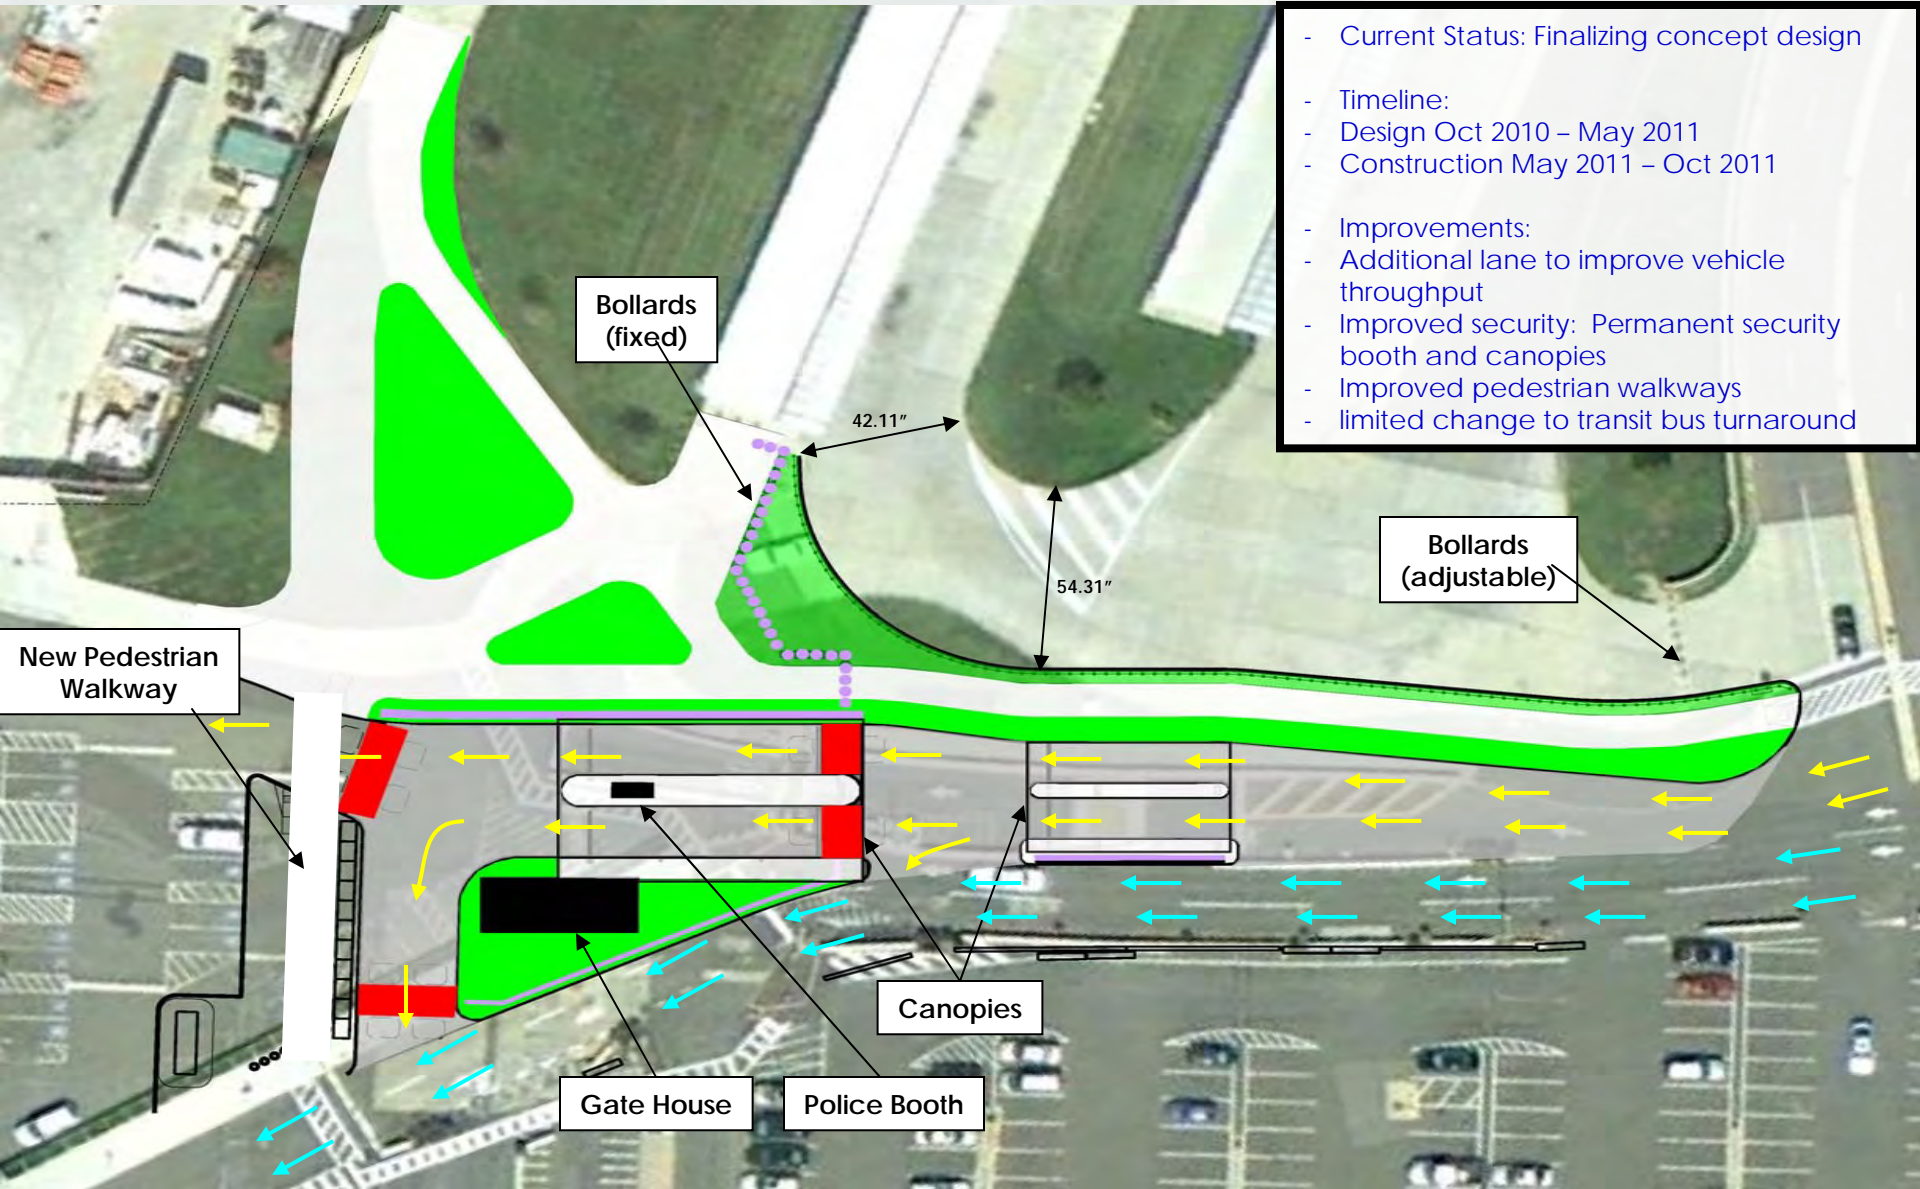 - Current Status: Finalizing concept design
- Timeline:
- Design Oct 2010 – May 2011
- Construction May 2011 – Oct 2011
- Improvements:
- Additional lane to improve vehicle
throughput
- Improved security:  Permanent security
booth and canopies
- Improved pedestrian walkways
- limited change to transit bus turnaround
Bollards
(fixed)
42.11”
54.31”
Bollards
(adjustable)
New Pedestrian
Walkway
Canopies
Gate House
Police Booth